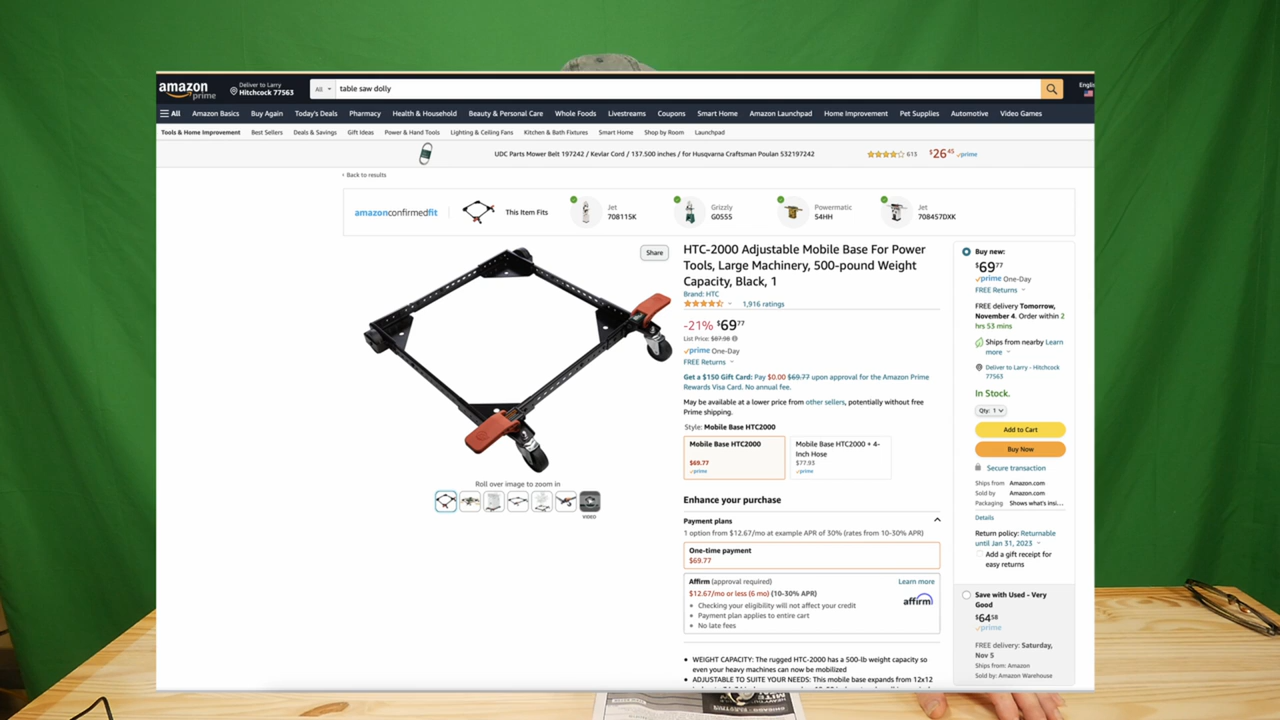 amazon
prime
Deliver to Larry
Hitchcock 77563
All
table saw dolly
All
Amazon Basics
Buy Again
Today's Deals
Pharmacy
Health & Household
Beauty & Personal Care
Whole Foods
Livestreams
Coupons
Smart Home
Amazon Launchpad
Home Improvement
Pet Supplies
Automotive
Video Games
Tools & Home Improvement
Best Sellers
Deals & Savings
Gift Ideas
Power & Hand Tools
Lighting & Ceiling Fans
Kitchen & Bath Fixtures
Smart Home
Shop by Room
Launchpad
UDC Parts Mower Belt 197242 / Kevlar Cord / 137.500 inches / for Husqvarna Craftsman Poulan 532197242
613
$26.45 prime
‹ Back to results
amazonconfirmedfit
This Item Fits
Jet
708115K
Grizzly
G0555
Powermatic
54HH
Jet
708457DXK
Share
Roll over image to zoom in
VIDEO
HTC-2000 Adjustable Mobile Base For Power
Tools, Large Machinery, 500-pound Weight
Capacity, Black, 1
Brand: HTC
1,916 ratings
-21% $69.77
List Price: $87.98
prime One-Day
FREE Returns
Get a $150 Gift Card: Pay $0.00 $69.77 upon approval for the Amazon Prime
Rewards Visa Card. No annual fee.
May be available at a lower price from other sellers, potentially without free
Prime shipping.
Style: Mobile Base HTC2000
Mobile Base HTC2000
$69.77
prime
Mobile Base HTC2000 + 4-
Inch Hose
$77.93
prime
Enhance your purchase
Payment plans
1 option from $12.67/mo at example APR of 30% (rates from 10-30% APR)
One-time payment
$69.77
Affirm (approval required)
Learn more
$12.67/mo or less (6 mo) (10-30% APR)
affirm
• Checking your eligibility will not affect your credit
• Payment plan applies to entire cart
• No late fees
• WEIGHT CAPACITY: The rugged HTC-2000 has a 500-lb weight capacity so
even your heavy machines can now be mobilized
• ADJUSTABLE TO SUITE YOUR NEEDS: This mobile base expands from 12x12
Buy new:
$69.77
prime One-Day
FREE Returns
FREE delivery Tomorrow,
November 4. Order within 2
hrs 53 mins
Ships from nearby Learn
more
Deliver to Larry - Hitchcock
77563
In Stock.
Qty: 1
Add to Cart
Buy Now
Secure transaction
Ships from Amazon.com
Sold by Amazon.com
Packaging Shows what's insi...
Details
Return policy: Returnable
until Jan 31, 2023
Add a gift receipt for
easy returns
Save with Used - Very
Good
$64.58
prime
FREE delivery: Saturday,
Nov 5
Ships from: Amazon
Sold by: Amazon Warehouse